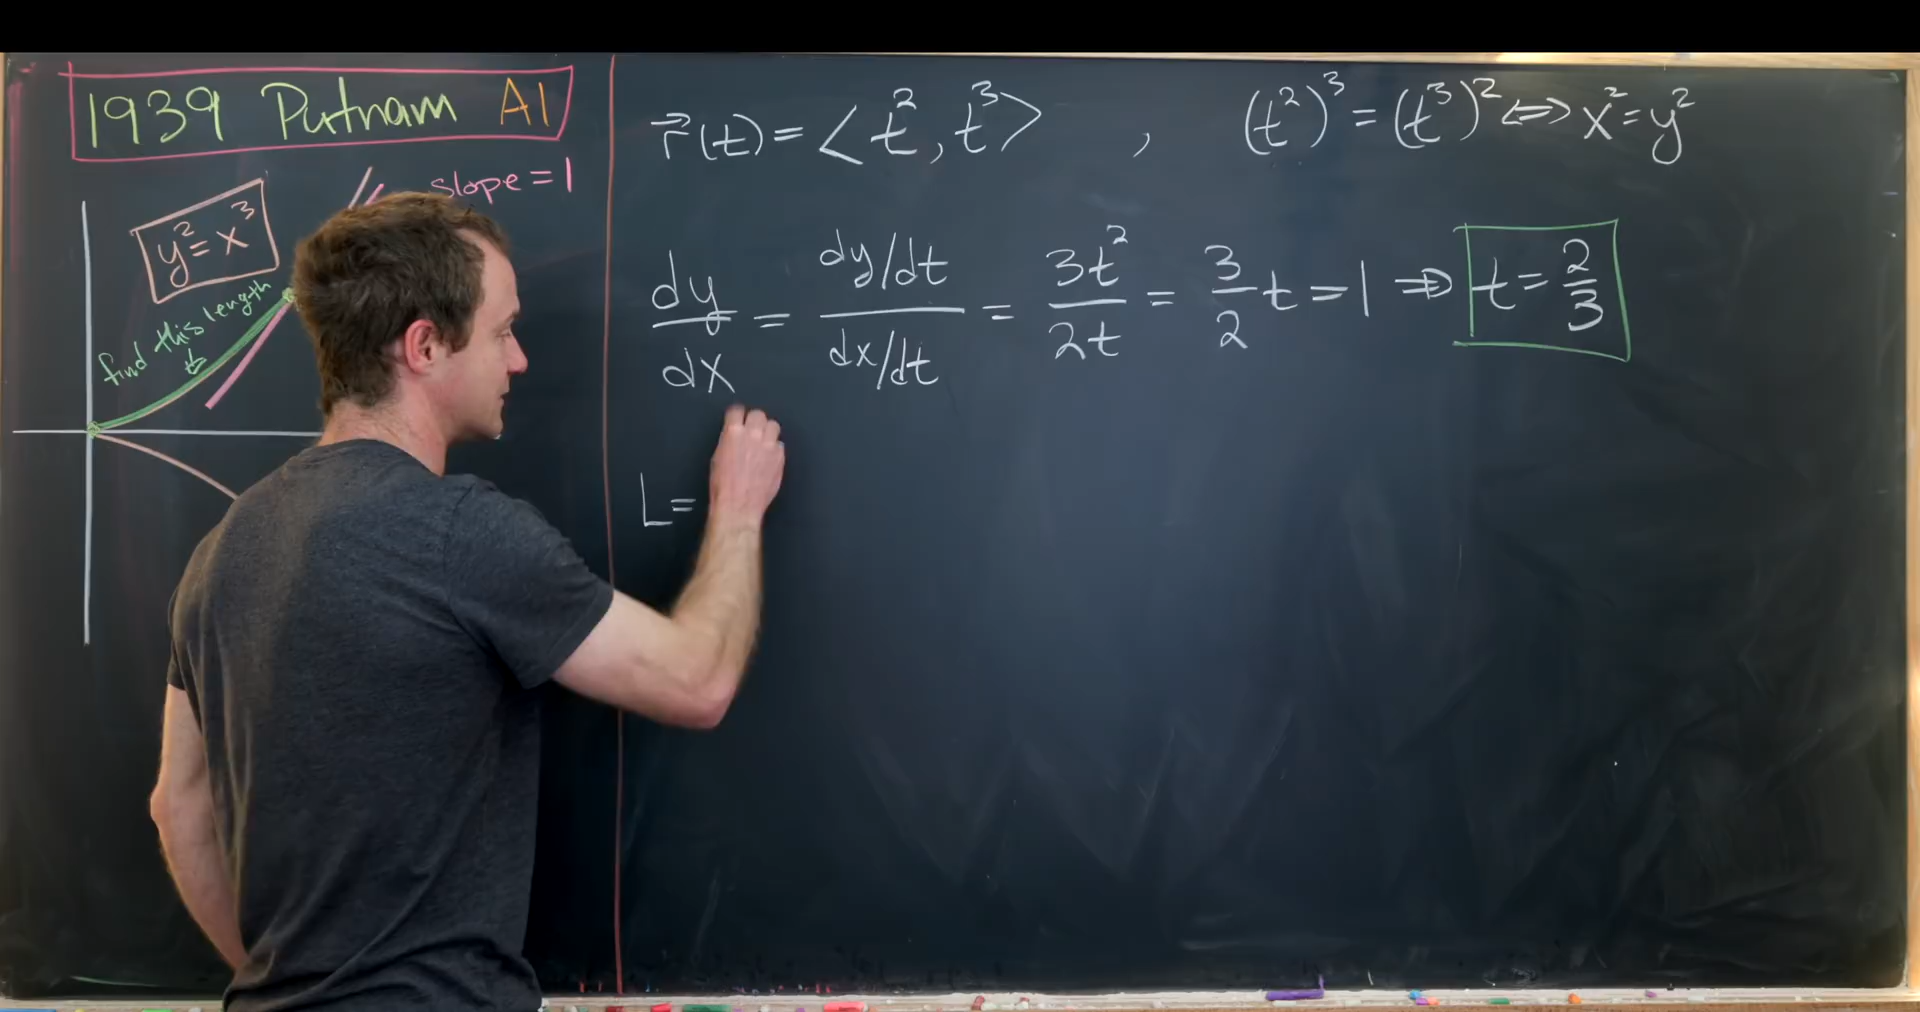 1939 Putnam A1
slope = 1
y² = x³
find this length
r⃗(t) = <t², t³> , (t²)³ = (t³)² <=> x² = y²
dy/dx = (dy/dt)/(dx/dt) = 3t²/2t = 3/2 t = 1 => t = 2/3
L =